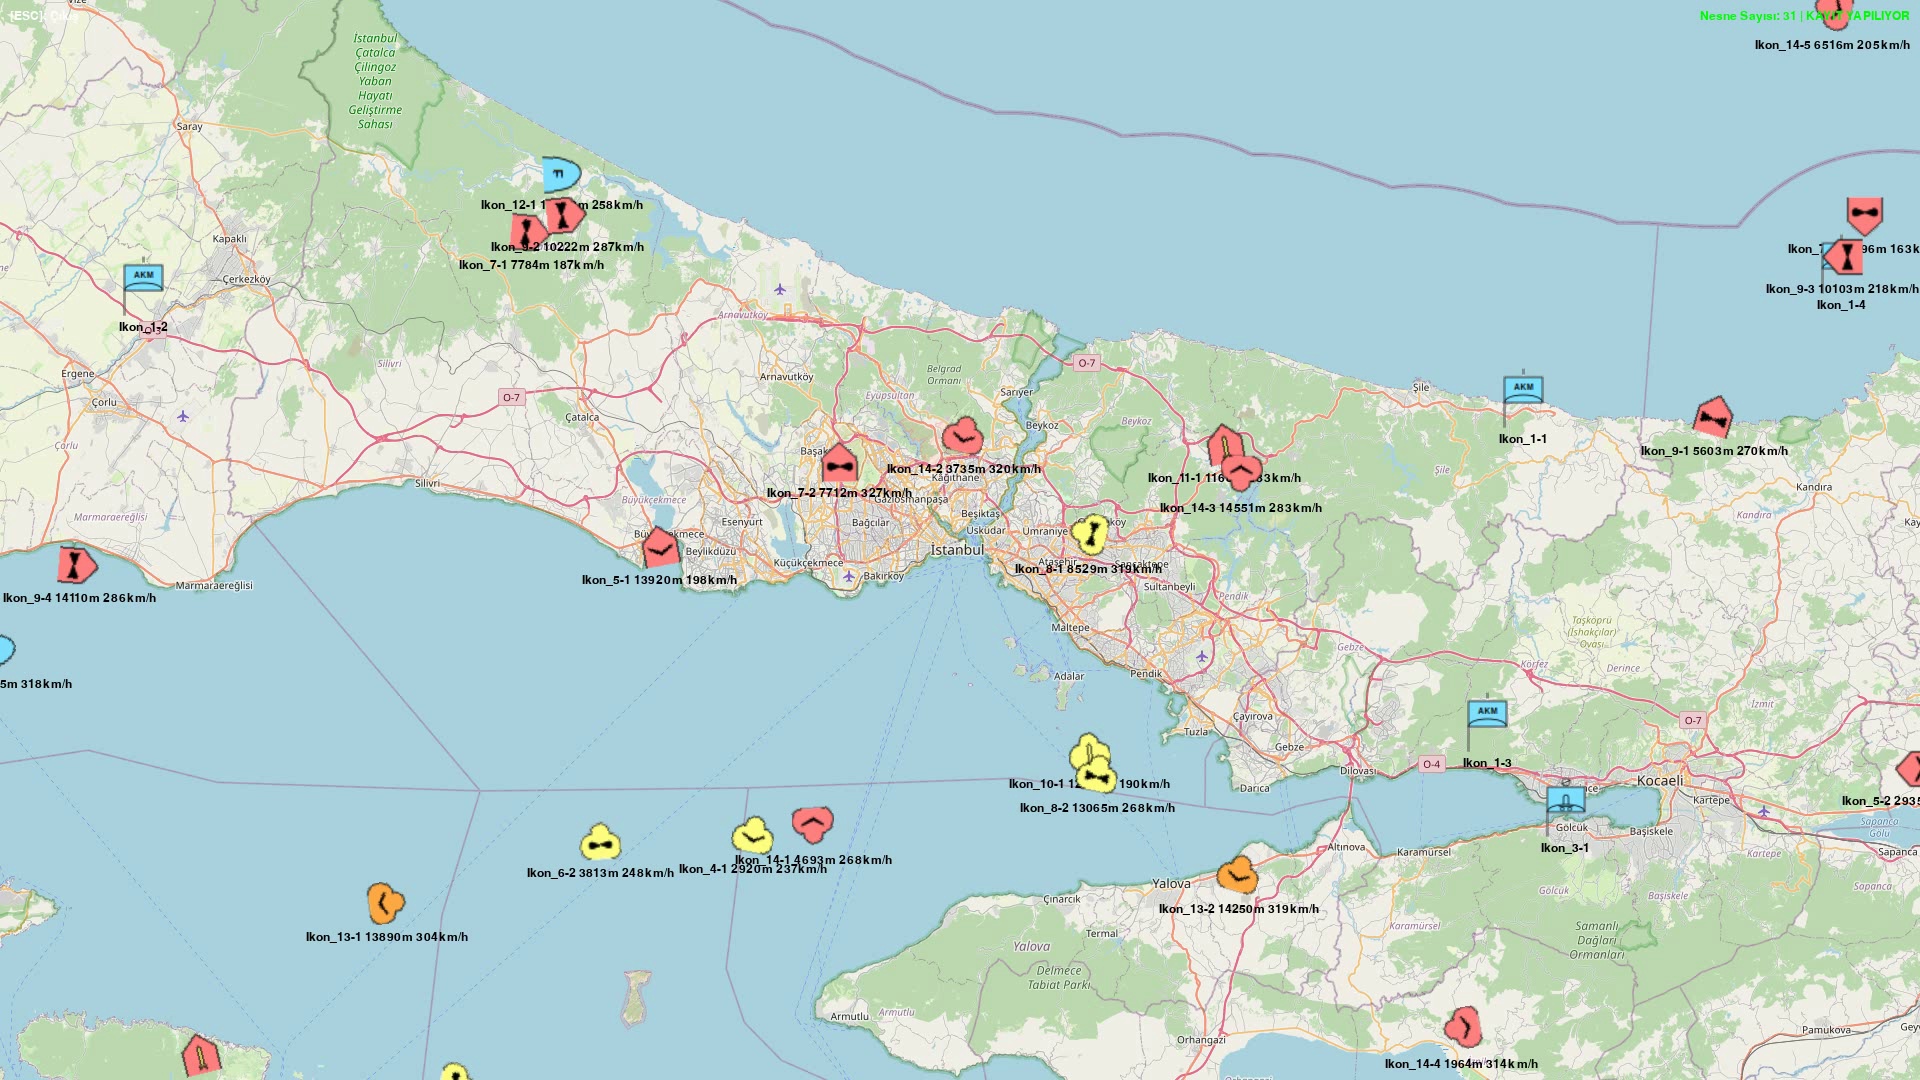 [ESC]: Çıkış
Nesne Sayısı: 31 | KAYIT YAPILIYOR
Vize
Ikon_14-5 6516m 205km/h
İstanbul
Çatalca
Çilingoz
Yaban
Hayatı
Geliştirme
Sahası
Saray
F
Ikon_12-1 1 m 258km/h
Ikon_9-2 10222m 287km/h
Ikon_7-1 7784m 187km/h
Kapaklı
Çerkezköy
AKM
Ikon_1-2
Ikon_7 96m 163k
Ikon_9-3 10103m 218km/h
Ikon_1-4
Arnavutköy
Silivri
Ergene
Çorlu
O-7
Çatalca
Arnavutköy
Belgrad
Ormanı
Eyüpsultan
Sarıyer
O-7
Beykoz
Beykoz
Şile
AKM
Ikon_1-1
Ikon_9-1 5603m 270km/h
Çorlu
Silivri
Ikon_14-2 3735m 320km/h
Kağıthane
Ikon_7-2 7712m 327km/h
Gaziosmanpaşa
Ikon_11-1 116 83km/h
Ikon_14-3 14551m 283km/h
Şile
Kandıra
Kandıra
Marmaraereğlisi
Büyükçekmece
Esenyurt
Bağcılar
Beşiktaş
Üsküdar
Ümraniye
Beylikdüzü
Küçükçekmece
Bakırköy
İstanbul
Ataşehir
Sancaktepe
Ikon_8-1 8529m 319km/h
Ikon_5-1 13920m 198km/h
Marmaraereğlisi
Ikon_9-4 14110m 286km/h
Sultanbeyli
Pendik
Maltepe
Taşköprü
(İshakçılar)
Ovası
Gebze
Körfez
Derince
5m 318km/h
Adalar
Pendik
Çayırova
Tuzla
Gebze
İzmit
O-7
AKM
Ikon_1-3
O-4
Dilovası
Darıca
Kocaeli
Kartepe
Ikon_10-1 12 190km/h
Ikon_8-2 13065m 268km/h
Ikon_5-2 2935
Sapanca
Gölü
Gölcük
Başiskele
Ikon_3-1
Altınova
Karamürsel
Kartepe
Sapanca
Sapanca
Ikon_14-1 4693m 268km/h
Ikon_6-2 3813m 248km/h
Ikon_4-1 2920m 237km/h
Yalova
Çınarcık
Ikon_13-2 14250m 319km/h
Gölcük
Başiskele
Ikon_13-1 13890m 304km/h
Termal
Karamürsel
Samanlı
Dağları
Ormanları
Yalova
Delmece
Tabiat Parkı
Armutlu
Armutlu
Orhangazi
Ikon_14-4 1964m 314km/h
Pamukova
Orhangazi